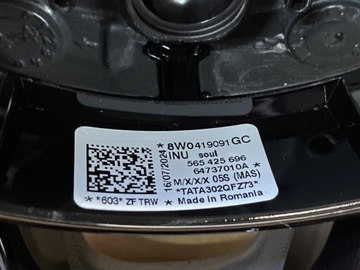 *8W0419091GC
INU soul
565 425 696
64737010A *
M/X/X/X 05S (MAS)
*TATA302QFZ73*
* Made in Romania
16/07/2024
* *603* ZF TRW